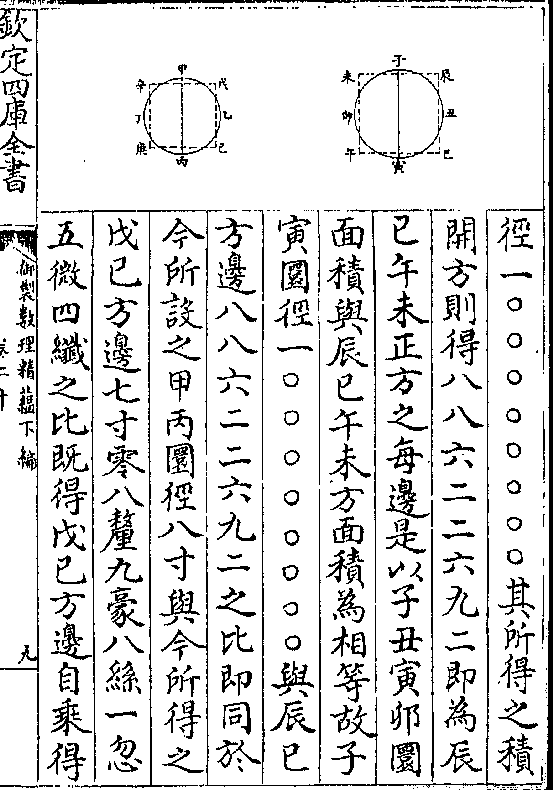 子
辰
丑
巳
寅
午
卯
未
甲
戊
乙
己
丙
庚
丁
辛
徑一〇〇〇〇〇〇〇〇其所得之積
開方則得八八六二二六九二即為辰
巳午未正方之每邊是以子丑寅卯圜
面積與辰巳午未方面積為相等故子
寅圜徑一〇〇〇〇〇〇〇〇與辰巳
方邊八八六二二六九二之比即同於
今所設之甲丙圜徑八寸與今所得之
戊己方邊七寸零八釐九豪八絲一忽
五微四纖之比既得戊己方邊自乘得
欽定四庫全書
御製數理精蘊下編
卷二十
九